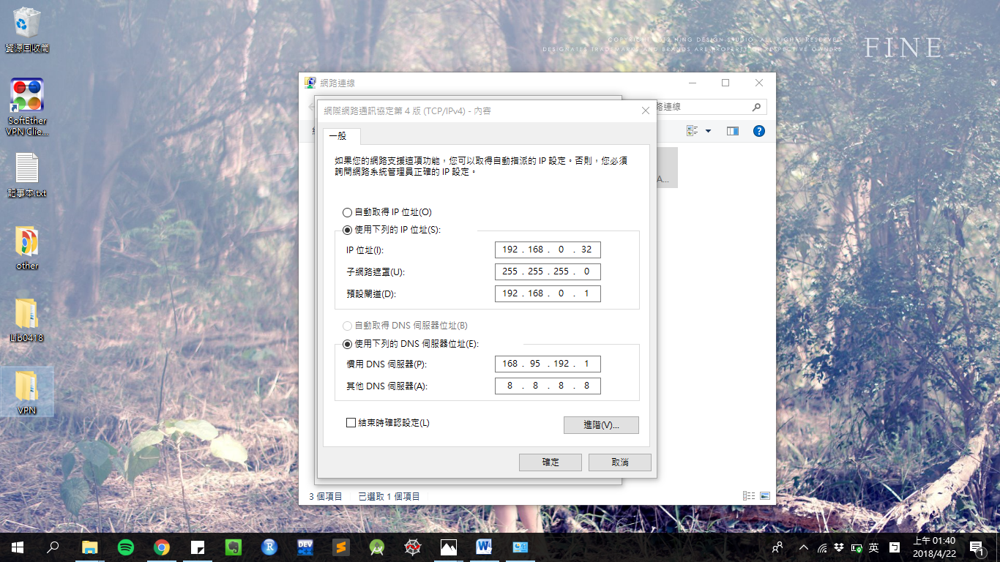 資源回收筒
SoftEther
VPN Clie...
記事本.txt
other
Lib0418
VPN
DESIGNATES TRADEMARKS AND BRANDS ARE PROPERTY OF RESPECTIVE OWNERS
FINE
網路連線
路連線
網際網路通訊協定第 4 版 (TCP/IPv4) - 內容
一般
如果您的網路支援這項功能，您可以取得自動指派的 IP 設定。否則，您必須
詢問網路系統管理員正確的 IP 設定。
A...
自動取得 IP 位址(O)
使用下列的 IP 位址(S):
IP 位址(I): 192 . 168 . 0 . 32
子網路遮罩(U): 255 . 255 . 255 . 0
預設閘道(D): 192 . 168 . 0 . 1
自動取得 DNS 伺服器位址(B)
使用下列的 DNS 伺服器位址(E):
慣用 DNS 伺服器(P): 168 . 95 . 192 . 1
其他 DNS 伺服器(A): 8 . 8 . 8 . 8
結束時確認設定(L)
進階(V)...
確定 取消
3 個項目 已選取 1 個項目
英
上午 01:40
2018/4/22
1